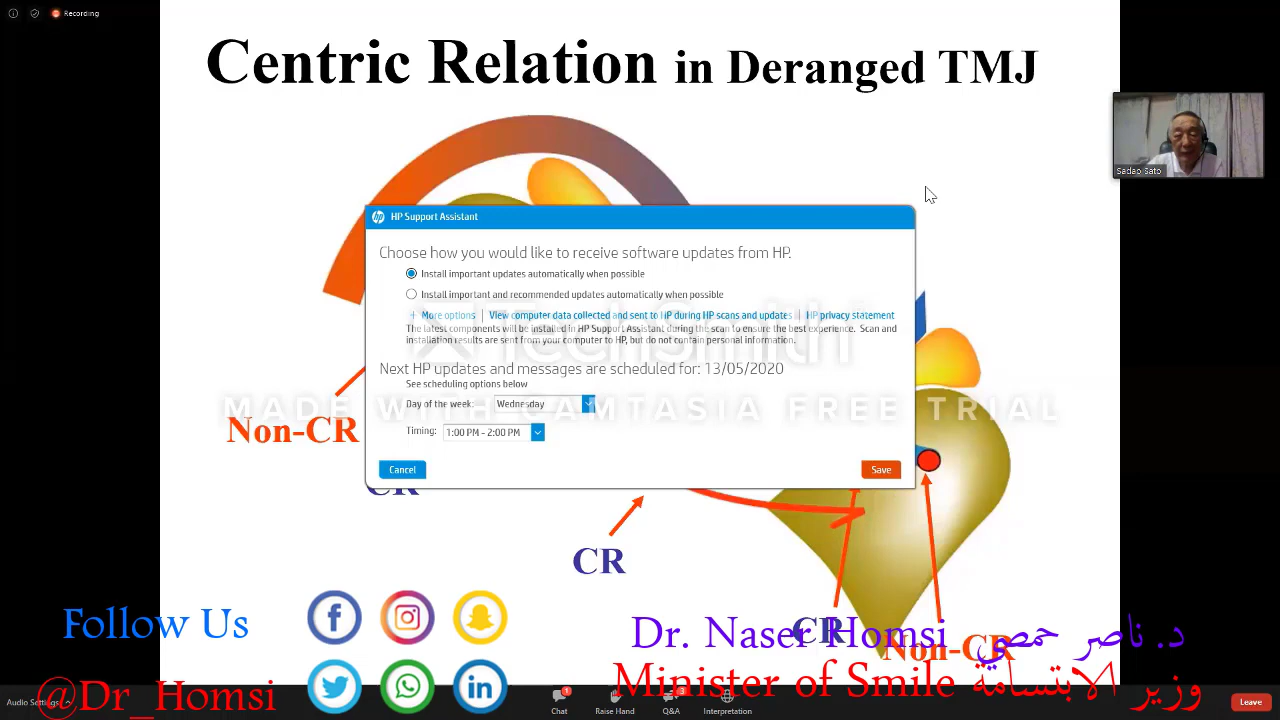 Recording
Centric Relation in Deranged TMJ
Sadao Sato
HP Support Assistant
Choose how you would like to receive software updates from HP.
Install important updates automatically when possible
Install important and recommended updates automatically when possible
+ More options | View computer data collected and sent to HP during HP scans and updates | HP privacy statement
The latest components will be installed in HP Support Assistant during the scan to ensure the best experience. Scan and
installation results are sent from your computer to HP, but do not contain personal information.
TechSmith
Next HP updates and messages are scheduled for: 13/05/2020
See scheduling options below
Day of the week: Wednesday
MADE WITH CAMTASIA FREE TRIAL
Timing: 1:00 PM - 2:00 PM
Cancel
Save
Non-CR
CR
CR
CR
Non-CR
Follow Us
@Dr_Homsi
Dr. Naser Homsi د. ناصر حمصي
Minister of Smile وزير الابتسامة
Audio Settings
Chat 1
Raise Hand
Q&A 3
Interpretation
Leave